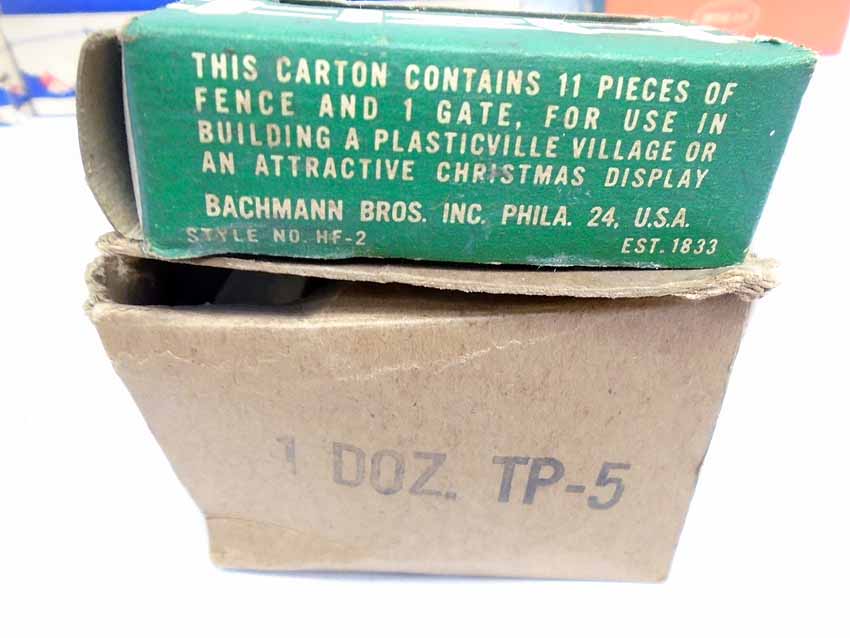 THIS CARTON CONTAINS 11 PIECES OF
FENCE AND 1 GATE, FOR USE IN
BUILDING A PLASTICVILLE VILLAGE OR
AN ATTRACTIVE CHRISTMAS DISPLAY
BACHMANN BROS. INC. PHILA. 24, U.S.A.
STYLE NO. HF-2 EST. 1833
1 DOZ. TP-5